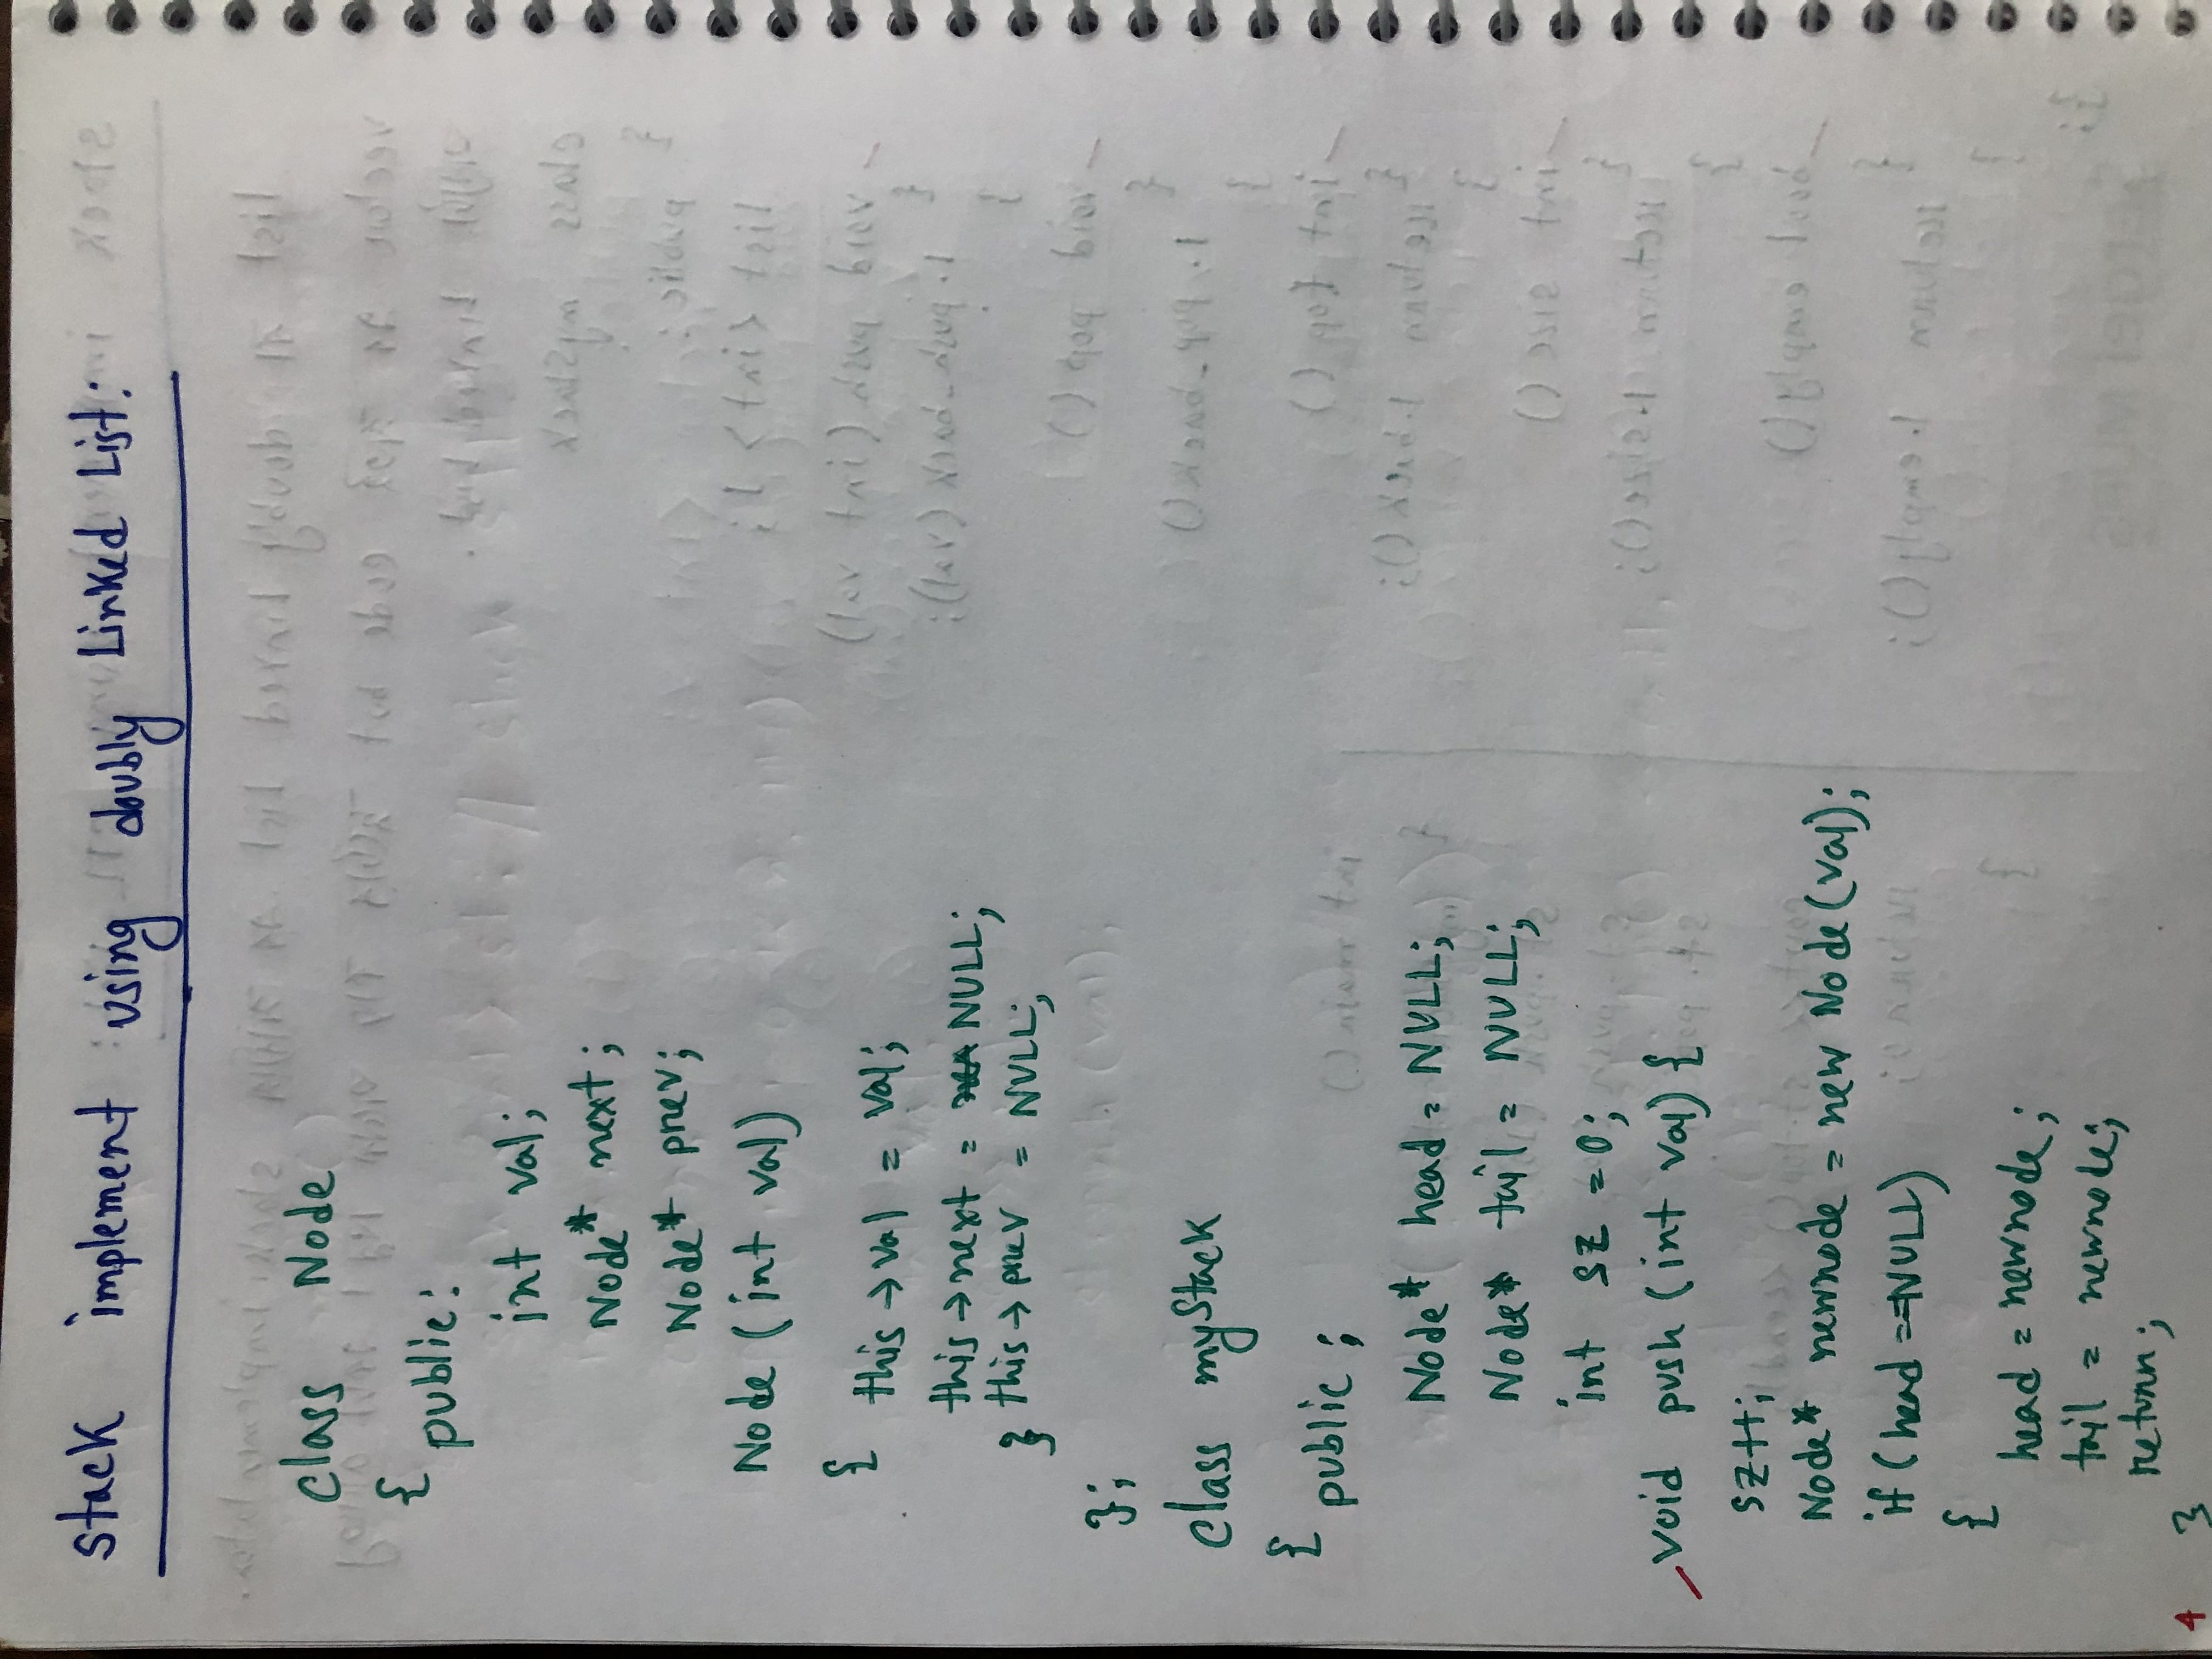 stack implement using doubly Linked List:
class Node
{ public:
int val;
Node* next;
Node* prev;
Node (int val)
{ this → val = val;
this → next = NULL;
} this → prev = NULL;
};
class myStack
{ public ;
Node* head = NULL;
Node* tail = NULL;
int sz = 0;
void push (int val) {
sz++;
Node* newnode = new Node (val);
if (head == NULL)
{
head = newnode;
tail = newnode;
return;
}
4